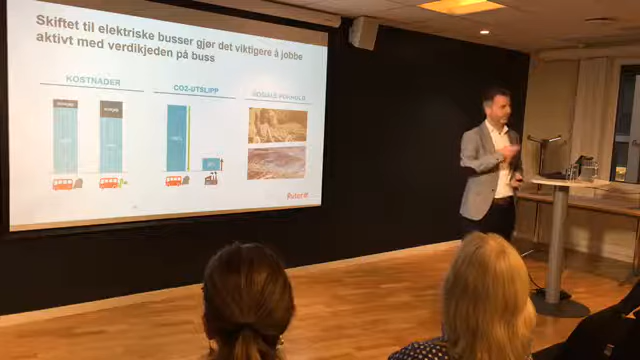 Skiftet til elektriske busser gjør det viktigere å jobbe
aktivt med verdikjeden på buss
KOSTNADER
CO2-UTSLIPP
SOSIALE FORHOLD
Ruter#